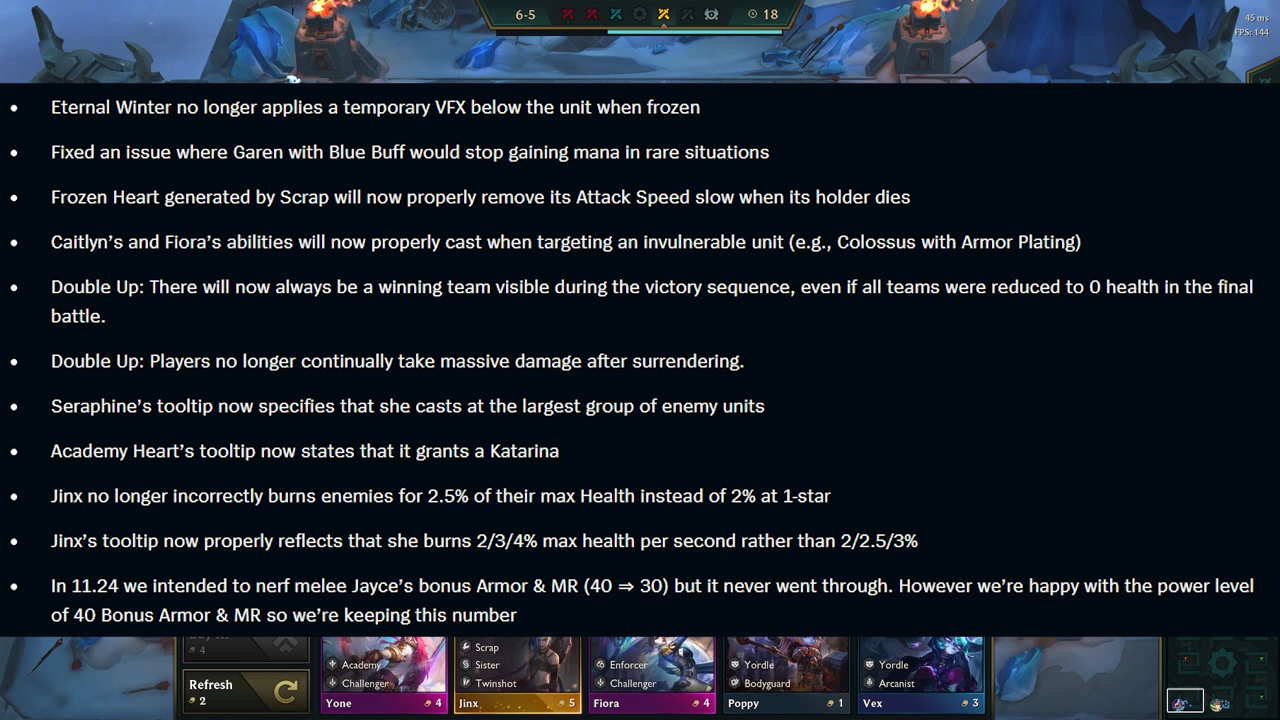 6-5
18
45 ms
FPS: 144
• Eternal Winter no longer applies a temporary VFX below the unit when frozen
• Fixed an issue where Garen with Blue Buff would stop gaining mana in rare situations
• Frozen Heart generated by Scrap will now properly remove its Attack Speed slow when its holder dies
• Caitlyn’s and Fiora’s abilities will now properly cast when targeting an invulnerable unit (e.g., Colossus with Armor Plating)
• Double Up: There will now always be a winning team visible during the victory sequence, even if all teams were reduced to 0 health in the final
battle.
• Double Up: Players no longer continually take massive damage after surrendering.
• Seraphine’s tooltip now specifies that she casts at the largest group of enemy units
• Academy Heart’s tooltip now states that it grants a Katarina
• Jinx no longer incorrectly burns enemies for 2.5% of their max Health instead of 2% at 1-star
• Jinx’s tooltip now properly reflects that she burns 2/3/4% max health per second rather than 2/2.5/3%
• In 11.24 we intended to nerf melee Jayce’s bonus Armor & MR (40 ⇒ 30) but it never went through. However we’re happy with the power level
of 40 Bonus Armor & MR so we’re keeping this number
4
Refresh
2
Academy
Challenger
Yone 4
Scrap
Sister
Twinshot
Jinx 5
Enforcer
Challenger
Fiora 4
Yordle
Bodyguard
Poppy 1
Yordle
Arcanist
Vex 3